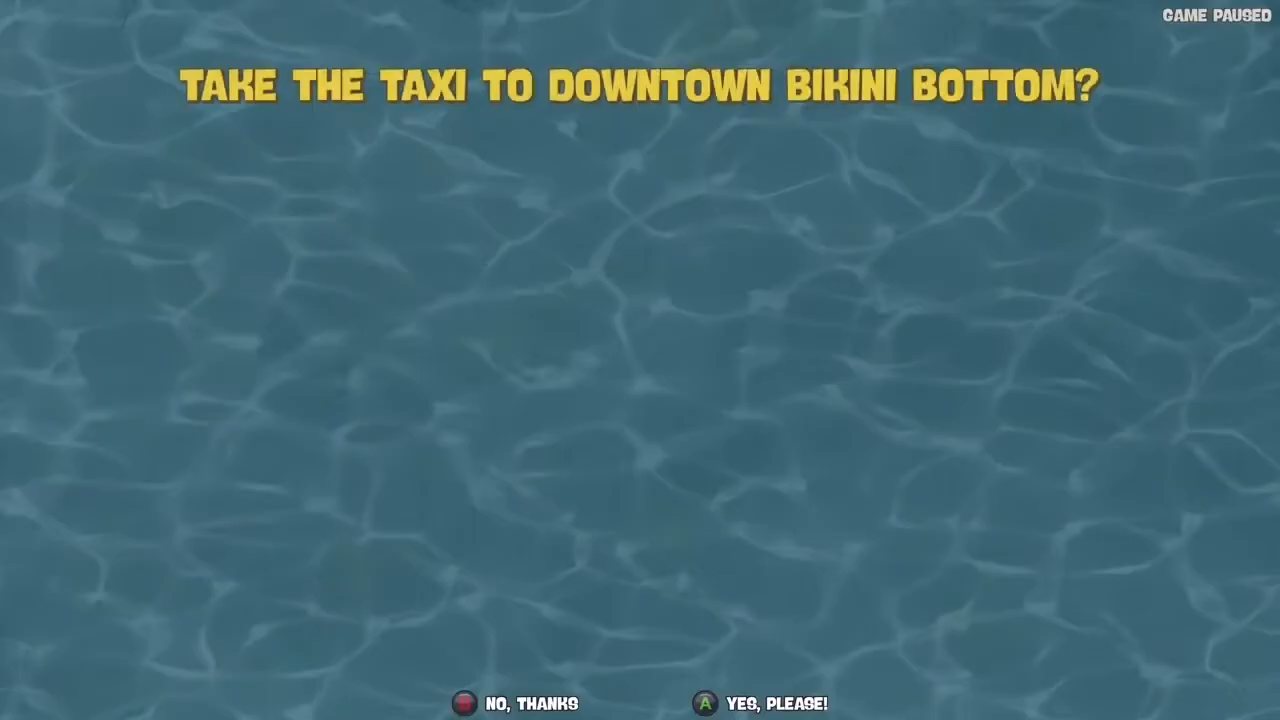 GAME PAUSED
TAKE THE TAXI TO DOWNTOWN BIKINI BOTTOM?
NO, THANKS
A YES, PLEASE!